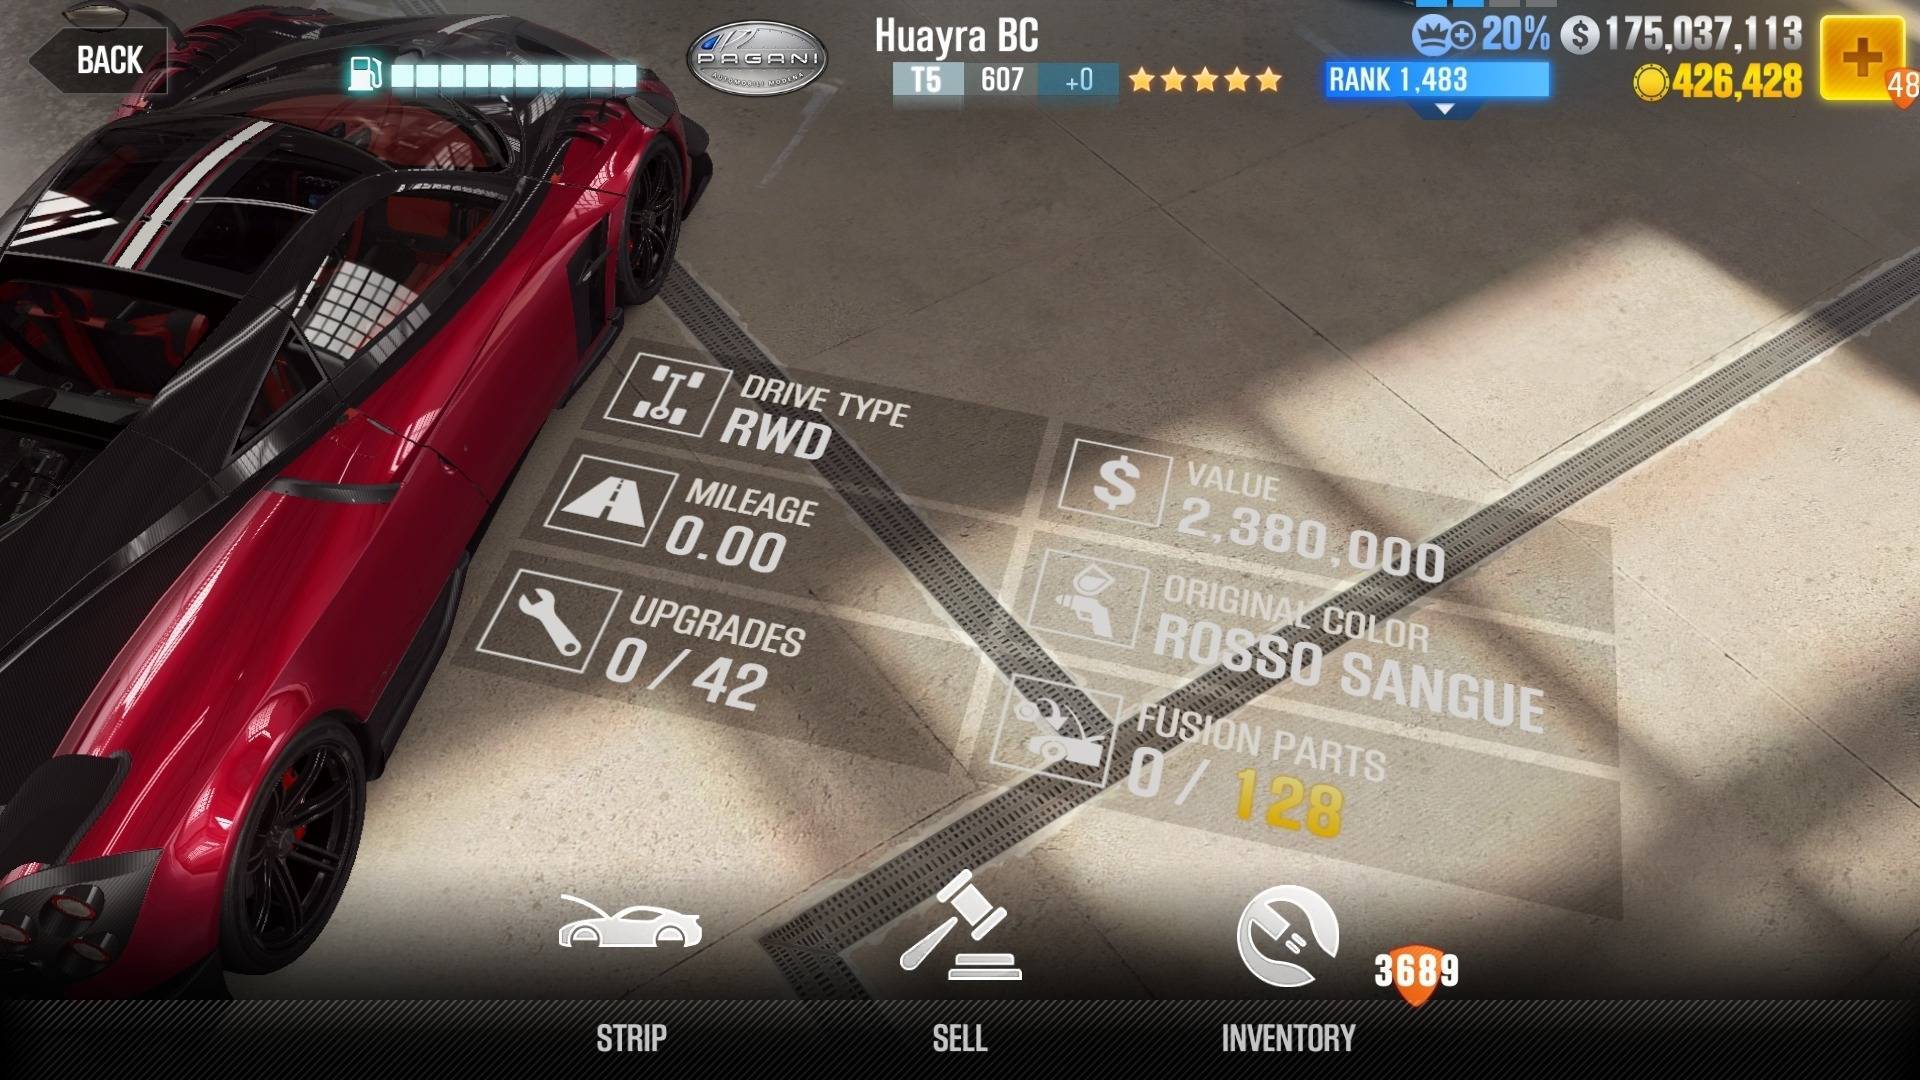 BACK
PAGANI
AUTOMOBILI MODENA
Huayra BC
T5 607 +0
20%
$ 175,037,113
RANK 1,483
426,428
48
DRIVE TYPE
RWD
MILEAGE
0.00
UPGRADES
0 / 42
$ VALUE
2,380,000
ORIGINAL COLOR
ROSSO SANGUE
FUSION PARTS
0 / 128
STRIP
SELL
INVENTORY
3689